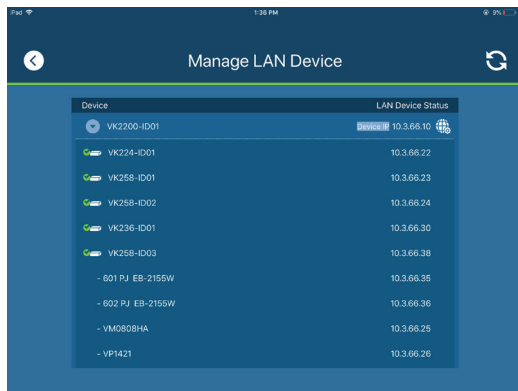 iPad 1:36 PM 9%
Manage LAN Device
Device LAN Device Status
VK2200-ID01 Device IP 10.3.66.10
VK224-ID01 10.3.66.22
VK258-ID01 10.3.66.23
VK258-ID02 10.3.66.24
VK236-ID01 10.3.66.30
VK258-ID03 10.3.66.38
- 601 PJ EB-2155W 10.3.66.35
- 602 PJ EB-2155W 10.3.66.36
- VM0808HA 10.3.66.25
- VP1421 10.3.66.26